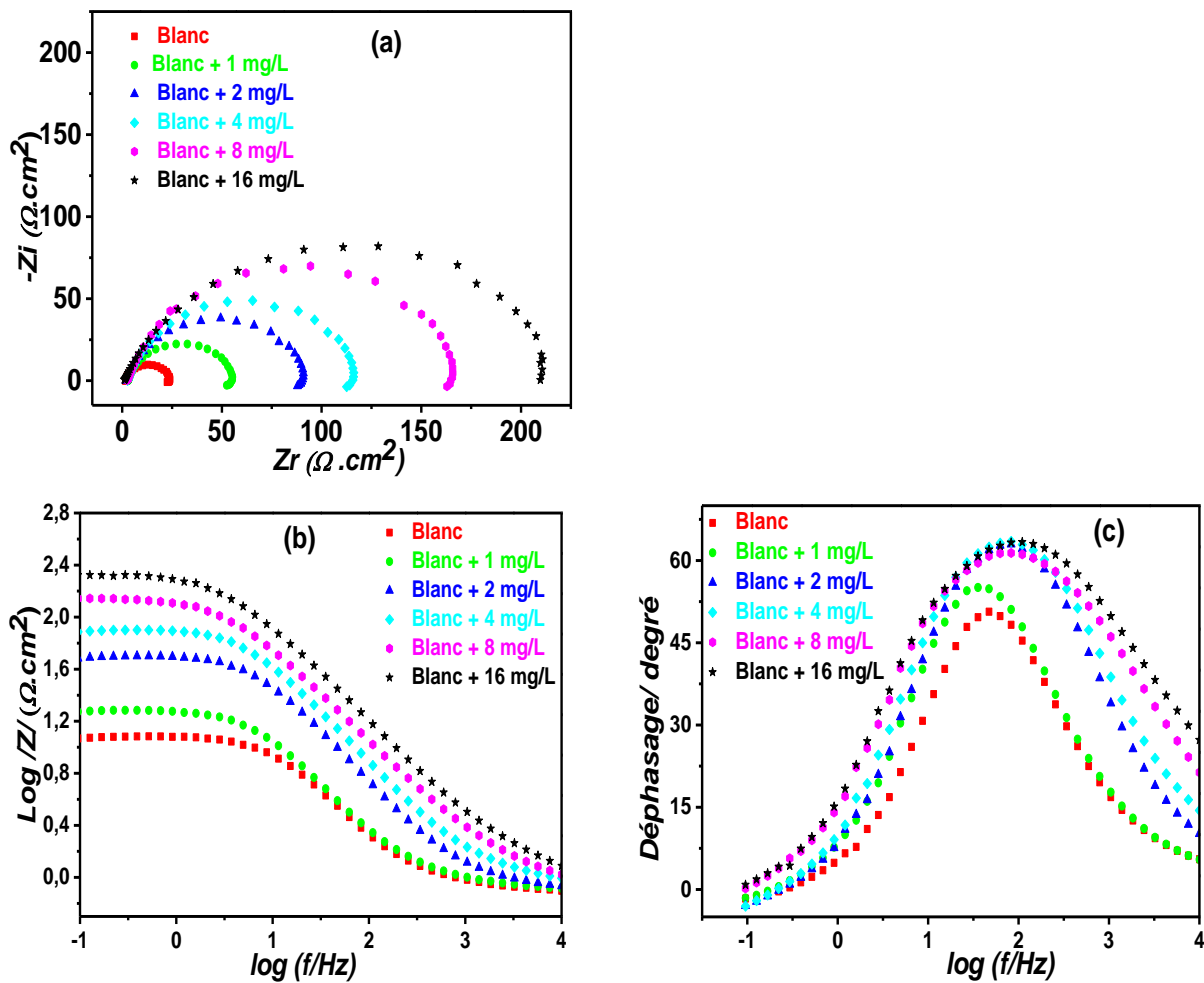 (a)
Blanc
Blanc + 1 mg/L
Blanc + 2 mg/L
Blanc + 4 mg/L
Blanc + 8 mg/L
Blanc + 16 mg/L
-Zi (Ω.cm2)
200
150
100
50
0
0 50 100 150 200
Zr (Ω .cm2)
(b)
Blanc
Blanc + 1 mg/L
Blanc + 2 mg/L
Blanc + 4 mg/L
Blanc + 8 mg/L
Blanc + 16 mg/L
Log /Z/ (Ω.cm2)
2,8
2,4
2,0
1,6
1,2
0,8
0,4
0,0
-1 0 1 2 3 4
log (f/Hz)
(c)
Blanc
Blanc + 1 mg/L
Blanc + 2 mg/L
Blanc + 4 mg/L
Blanc + 8 mg/L
Blanc + 16 mg/L
Déphasage/ degré
60
45
30
15
0
-1 0 1 2 3 4
log (f/Hz)